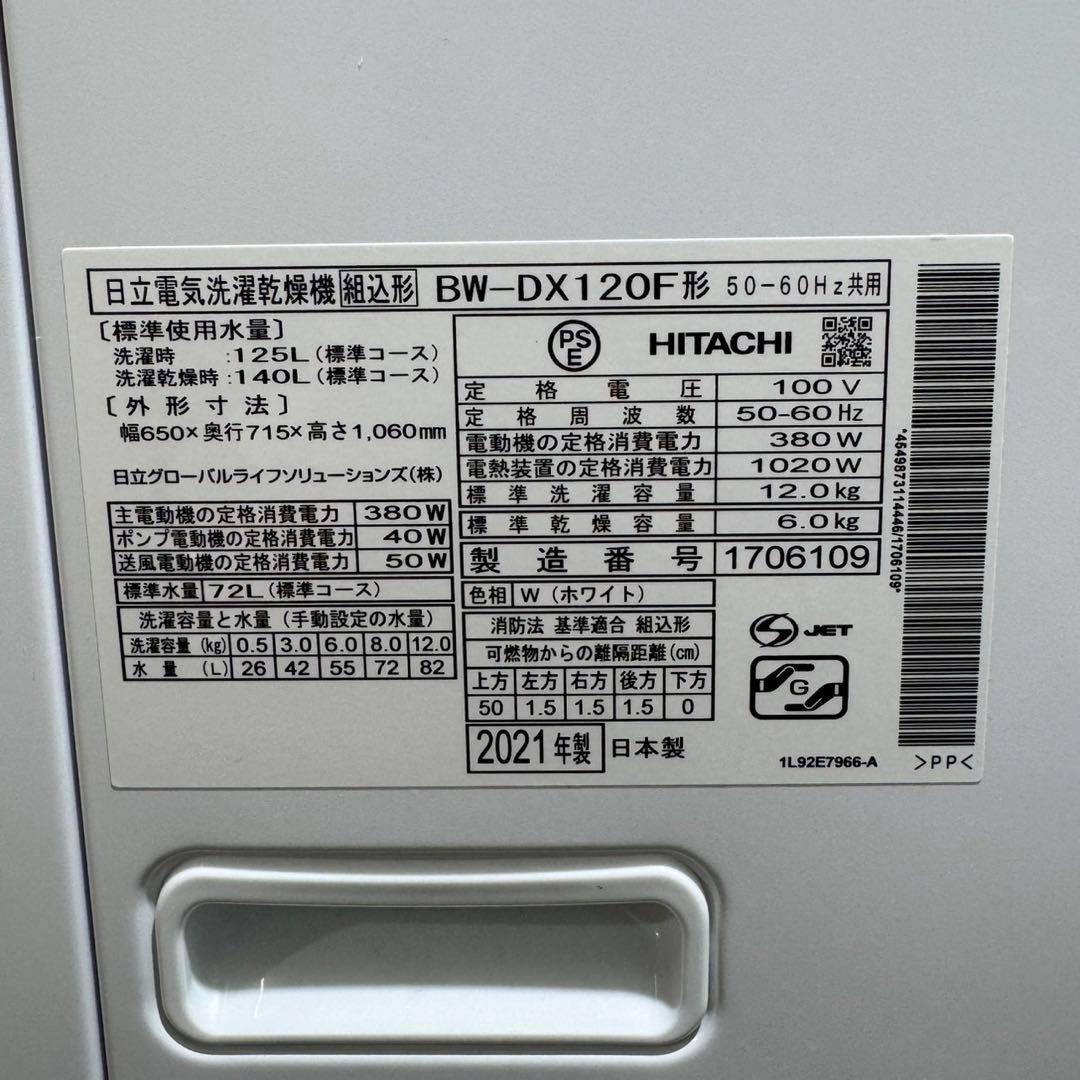 日立電気洗濯乾燥機 組込形 BW-DX120F形 50-60Hz共用
〔標準使用水量〕
洗濯時 :125L(標準コース)
洗濯乾燥時:140L(標準コース)
〔外形寸法〕
幅650×奥行715×高さ1,060mm
日立グローバルライフソリューションズ(株)
主電動機の定格消費電力 380W
ポンプ電動機の定格消費電力 40W
送風電動機の定格消費電力 50W
標準水量 72L(標準コース)
洗濯容量と水量(手動設定の水量)
洗濯容量 (kg) 0.5 3.0 6.0 8.0 12.0
水量 (L) 26 42 55 72 82
PSE HITACHI
定格電圧 100V
定格周波数 50-60Hz
電動機の定格消費電力 380W
電熱装置の定格消費電力 1020W
標準洗濯容量 12.0kg
標準乾燥容量 6.0kg
製造番号 1706109
色相 W(ホワイト)
消防法 基準適合 組込形
可燃物からの離隔距離(cm)
上方 左方 右方 後方 下方
50 1.5 1.5 1.5 0
2021年製 日本製
S JET
G
1L92E7966-A
*4549873114446/1706109*
>PP<